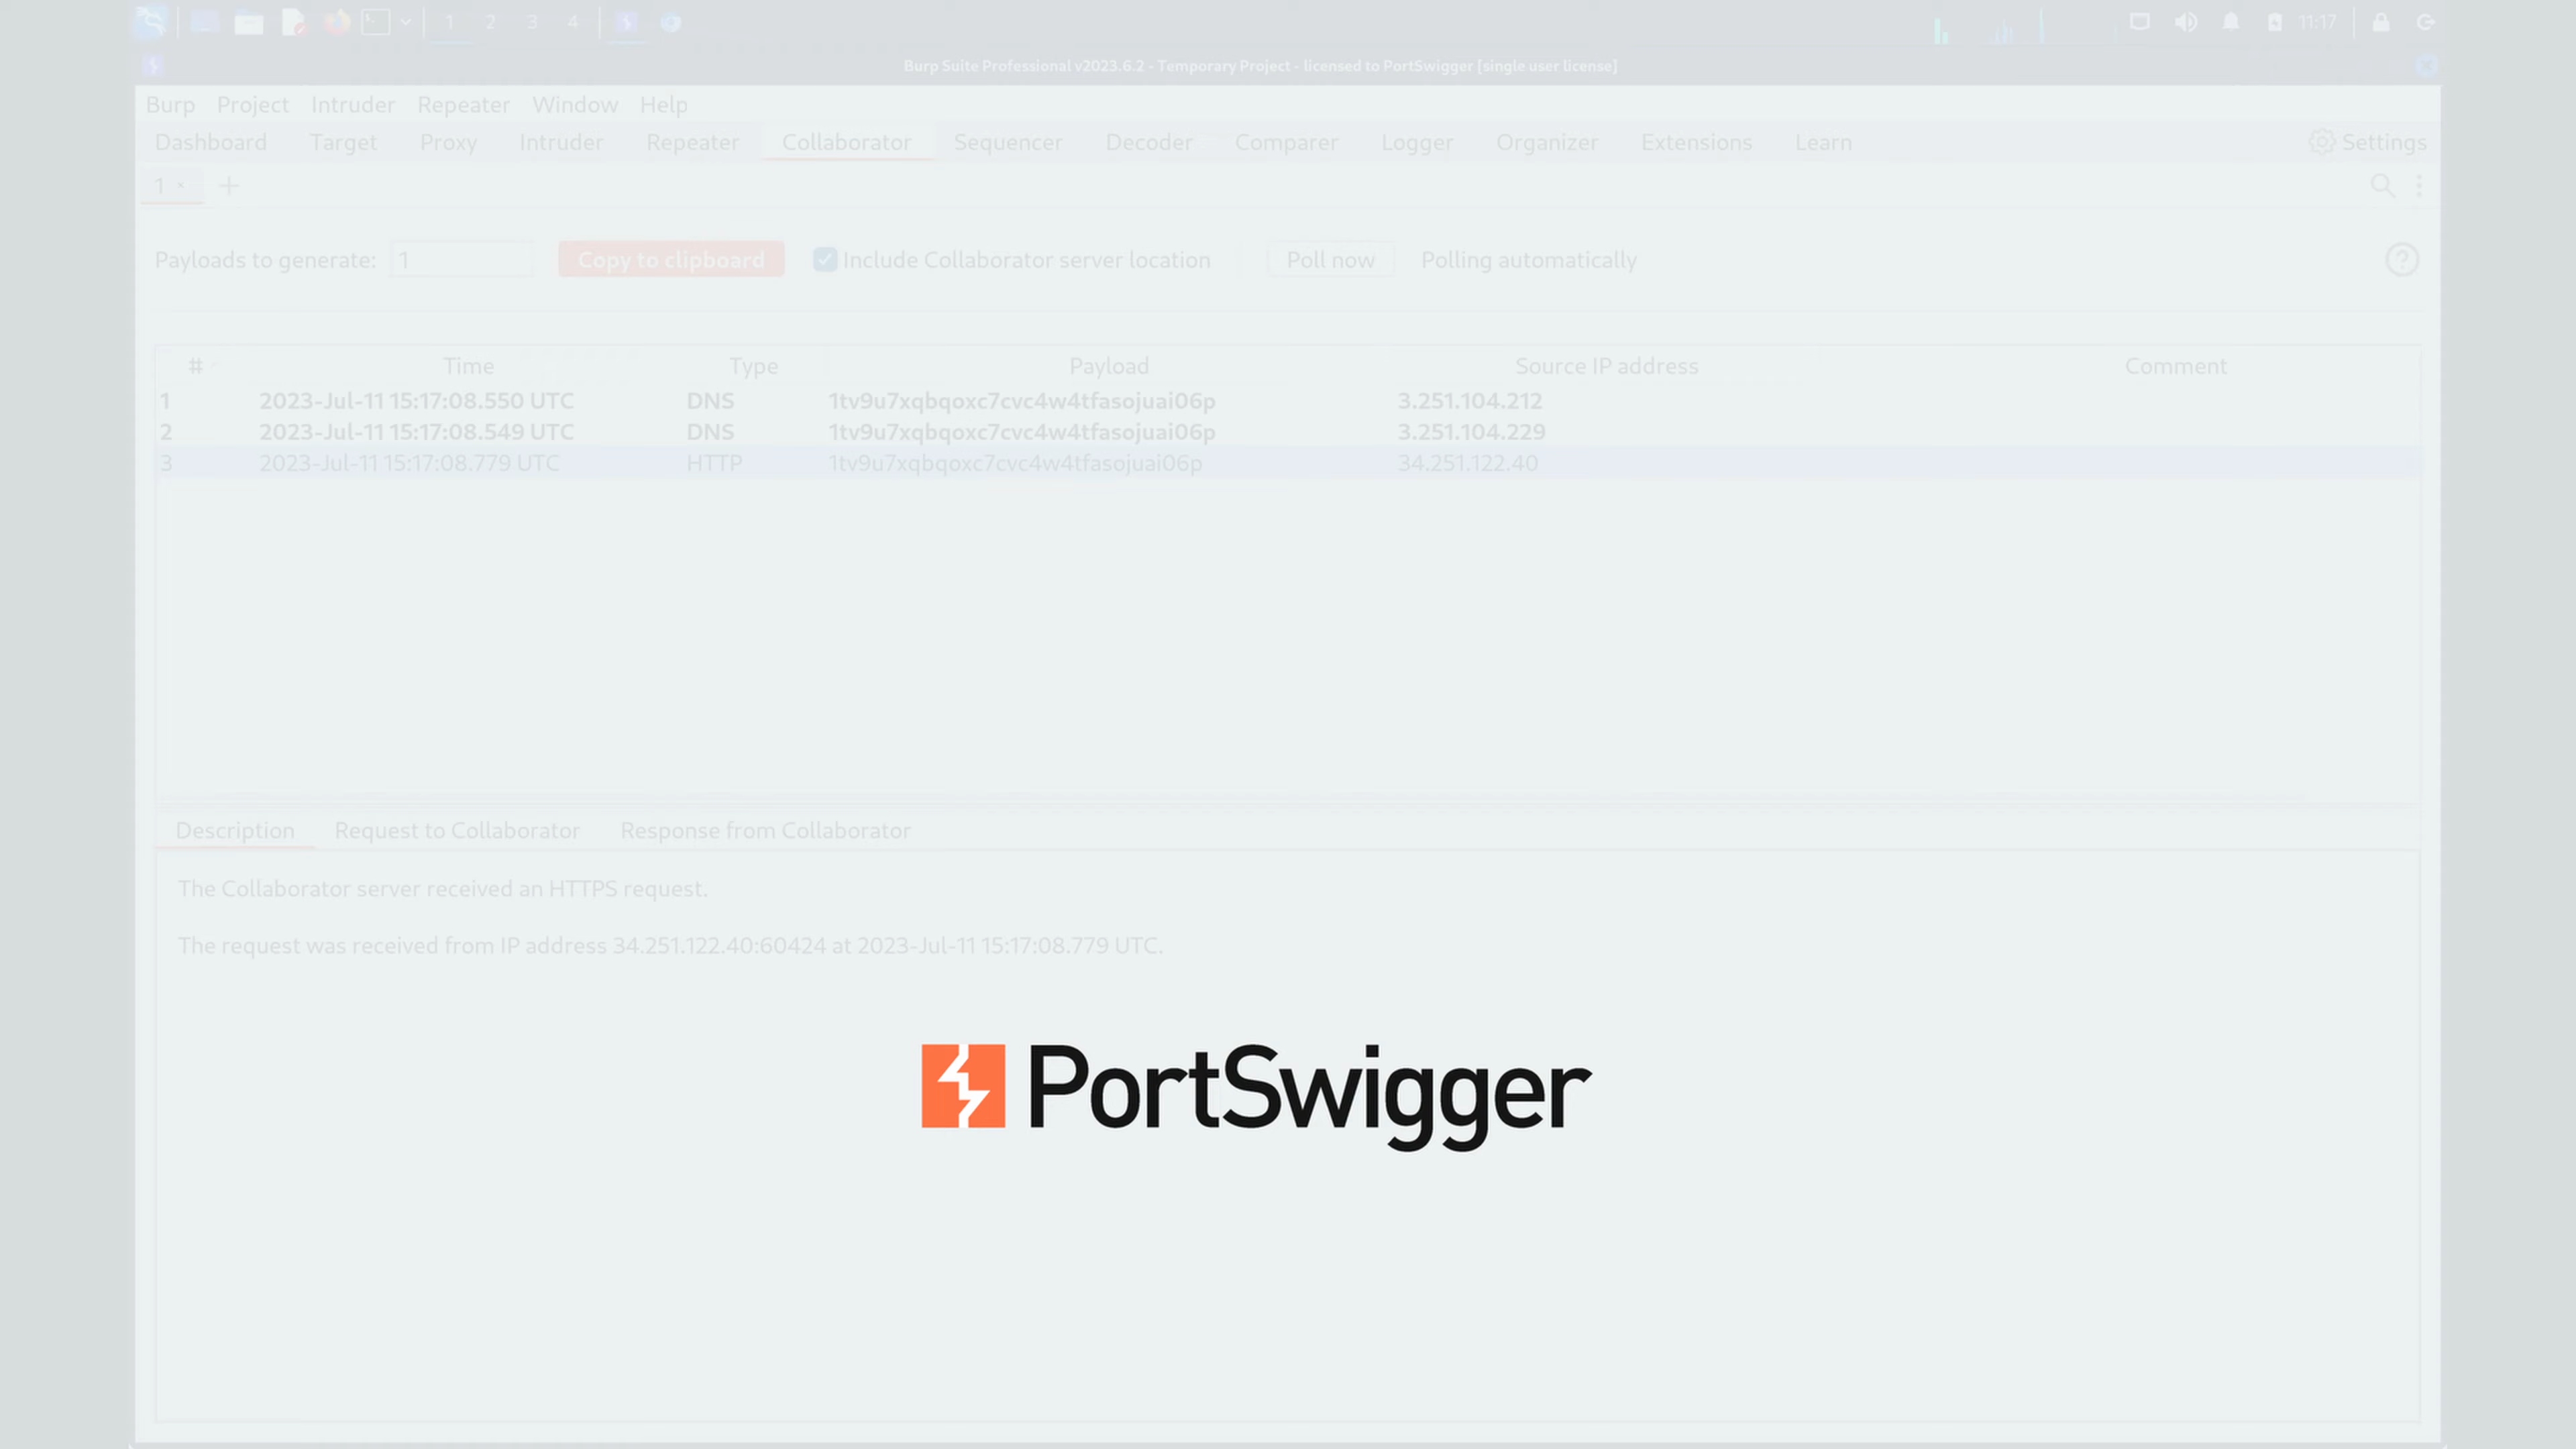 1 2 3 4 11:17
Burp Suite Professional v2023.6.2 - Temporary Project - licensed to PortSwigger [single user license]
Burp Project Intruder Repeater Window Help
Dashboard Target Proxy Intruder Repeater Collaborator Sequencer Decoder Comparer Logger Organizer Extensions Learn Settings
1 × +
Payloads to generate: 1 Copy to clipboard Include Collaborator server location Poll now Polling automatically ?
# Time Type Payload Source IP address Comment
1 2023-Jul-11 15:17:08.550 UTC DNS 1tv9u7xqbqoxc7cvc4w4tfasojuai06p 3.251.104.212
2 2023-Jul-11 15:17:08.549 UTC DNS 1tv9u7xqbqoxc7cvc4w4tfasojuai06p 3.251.104.229
3 2023-Jul-11 15:17:08.779 UTC HTTP 1tv9u7xqbqoxc7cvc4w4tfasojuai06p 34.251.122.40
Description Request to Collaborator Response from Collaborator
The Collaborator server received an HTTPS request.
The request was received from IP address 34.251.122.40:60424 at 2023-Jul-11 15:17:08.779 UTC.
PortSwigger